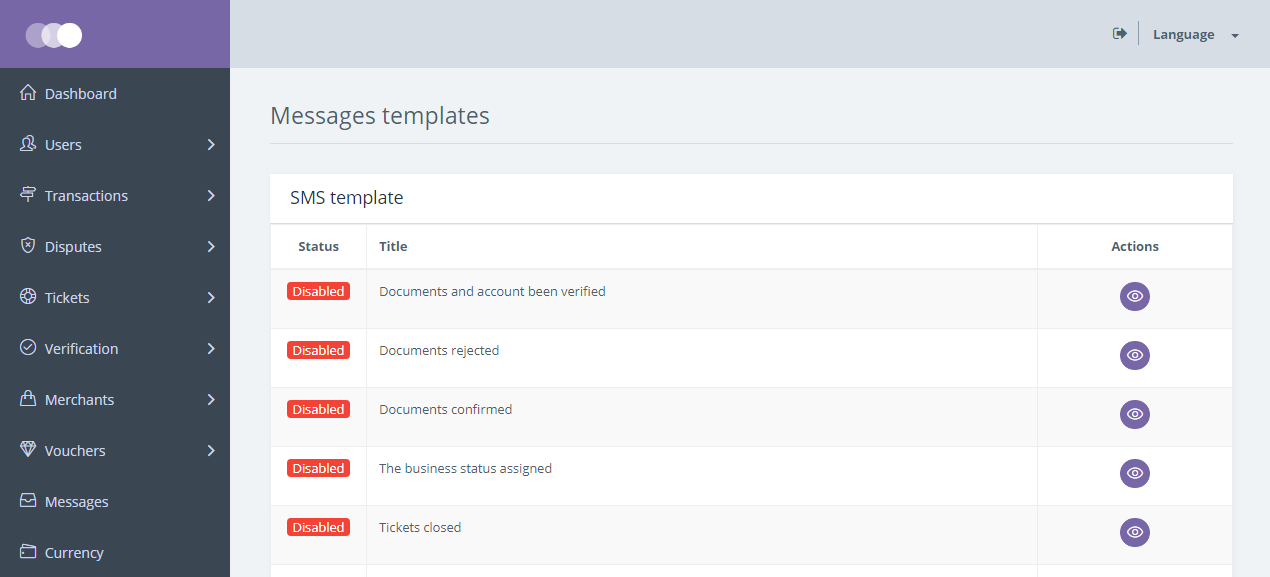 Language
Dashboard
Users
Transactions
Disputes
Tickets
Verification
Merchants
Vouchers
Messages
Currency
Messages templates
SMS template
Status Title Actions
Disabled Documents and account been verified
Disabled Documents rejected
Disabled Documents confirmed
Disabled The business status assigned
Disabled Tickets closed